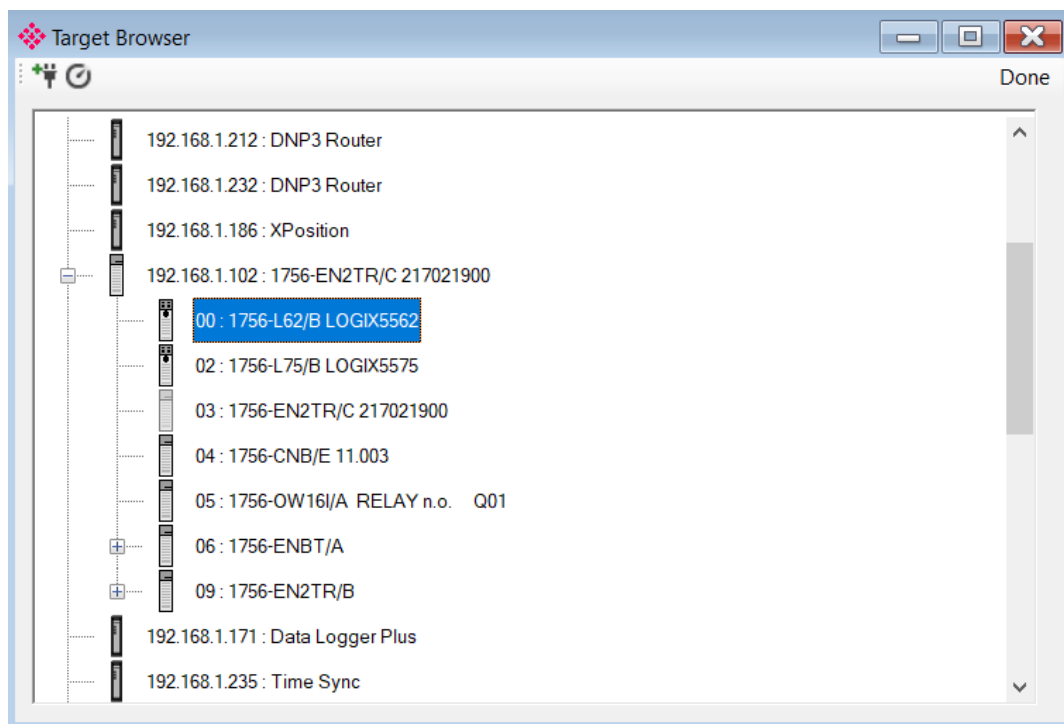 Target Browser
Done
192.168.1.212 : DNP3 Router
192.168.1.232 : DNP3 Router
192.168.1.186 : XPosition
192.168.1.102 : 1756-EN2TR/C 217021900
00 : 1756-L62/B LOGIX5562
02 : 1756-L75/B LOGIX5575
03 : 1756-EN2TR/C 217021900
04 : 1756-CNB/E 11.003
05 : 1756-OW16I/A  RELAY n.o.    Q01
06 : 1756-ENBT/A
09 : 1756-EN2TR/B
192.168.1.171 : Data Logger Plus
192.168.1.235 : Time Sync